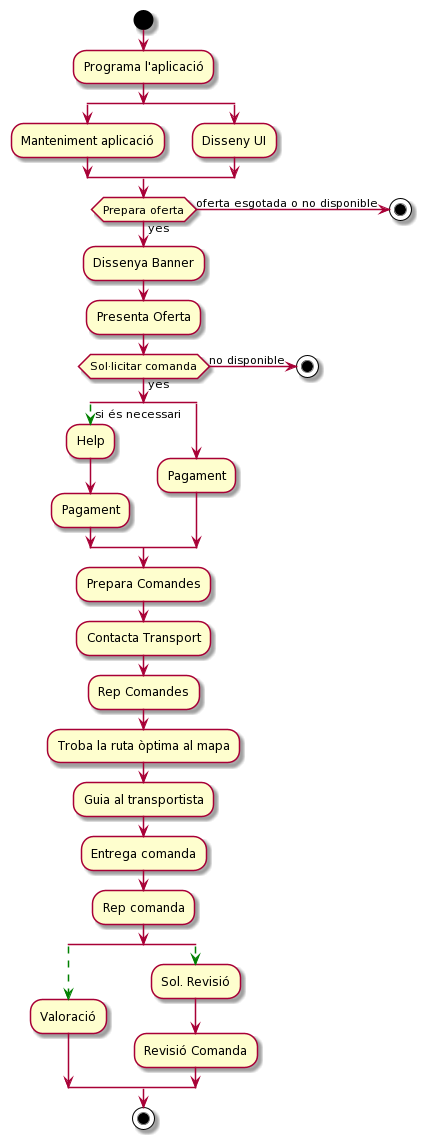 Programa l'aplicació
Manteniment aplicació
Disseny UI
Prepara oferta
oferta esgotada o no disponible
yes
Dissenya Banner
Presenta Oferta
Sol·licitar comanda
no disponible
yes
si és necessari
Help
Pagament
Pagament
Prepara Comandes
Contacta Transport
Rep Comandes
Troba la ruta òptima al mapa
Guia al transportista
Entrega comanda
Rep comanda
Sol. Revisió
Valoració
Revisió Comanda